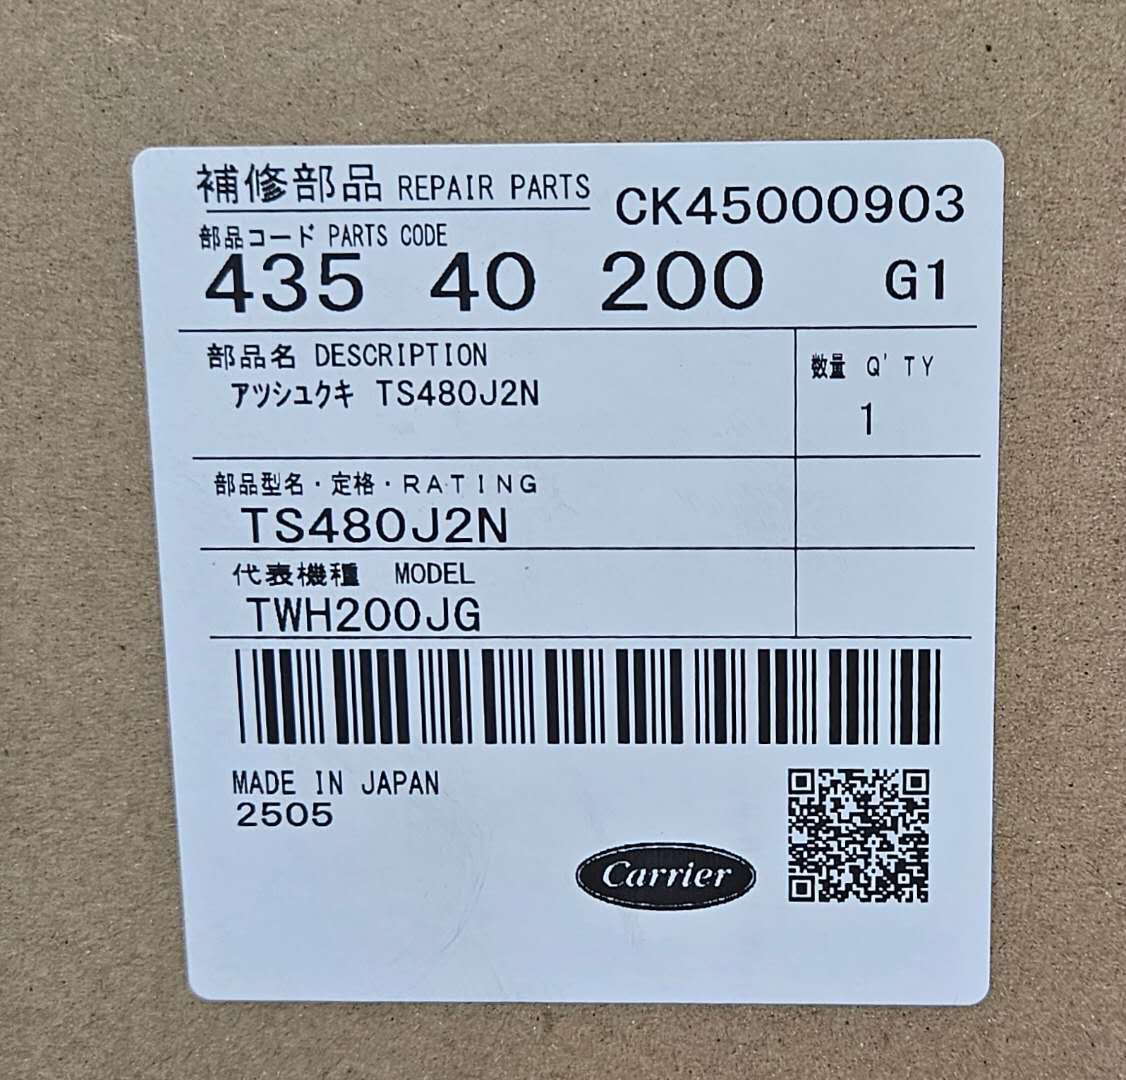 補修部品 REPAIR PARTS CK45000903
部品コード PARTS CODE
435 40 200 G1
部品名 DESCRIPTION
アツシユクキ TS480J2N
数量 Q'TY
1
部品型名・定格・RATING
TS480J2N
代表機種 MODEL
TWH200JG
MADE IN JAPAN
2505
Carrier